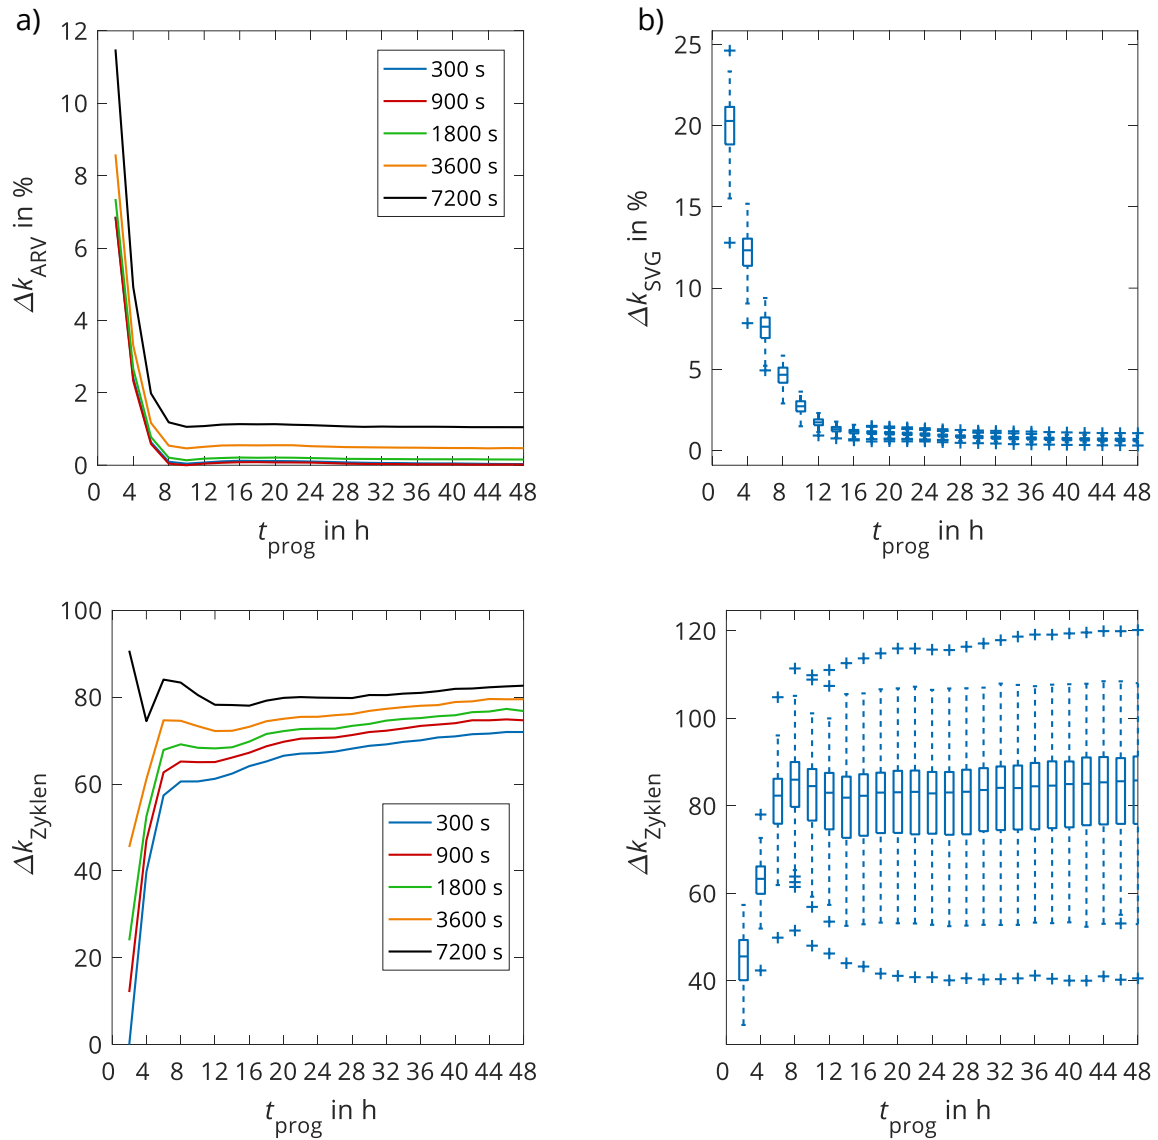 a)
12
10
8
6
4
2
0
Δk_ARV in %
300 s
900 s
1800 s
3600 s
7200 s
0 4 8 12 16 20 24 28 32 36 40 44 48
t_prog in h
b)
25
20
15
10
5
0
Δk_SVG in %
0 4 8 12 16 20 24 28 32 36 40 44 48
t_prog in h
100
80
60
40
20
0
Δk_Zyklen
300 s
900 s
1800 s
3600 s
7200 s
0 4 8 12 16 20 24 28 32 36 40 44 48
t_prog in h
120
100
80
60
40
Δk_Zyklen
0 4 8 12 16 20 24 28 32 36 40 44 48
t_prog in h